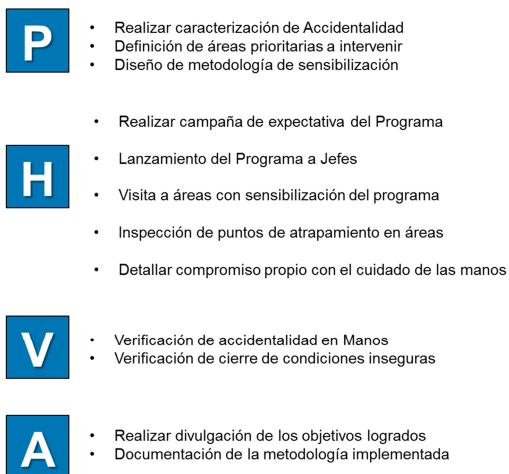 P
• Realizar caracterización de Accidentalidad
• Definición de áreas prioritarias a intervenir
• Diseño de metodología de sensibilización
H
• Realizar campaña de expectativa del Programa
• Lanzamiento del Programa a Jefes
• Visita a áreas con sensibilización del programa
• Inspección de puntos de atrapamiento en áreas
• Detallar compromiso propio con el cuidado de las manos
V
• Verificación de accidentalidad en Manos
• Verificación de cierre de condiciones inseguras
A
• Realizar divulgación de los objetivos logrados
• Documentación de la metodología implementada